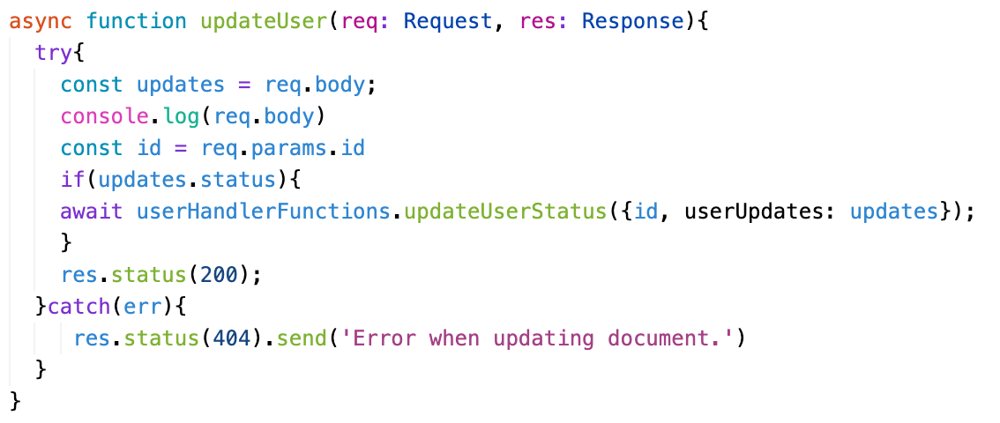 async function updateUser(req: Request, res: Response){
try{
const updates = req.body;
console.log(req.body)
const id = req.params.id
if(updates.status){
await userHandlerFunctions.updateUserStatus({id, userUpdates: updates});
}
res.status(200);
}catch(err){
res.status(404).send('Error when updating document.')
}
}